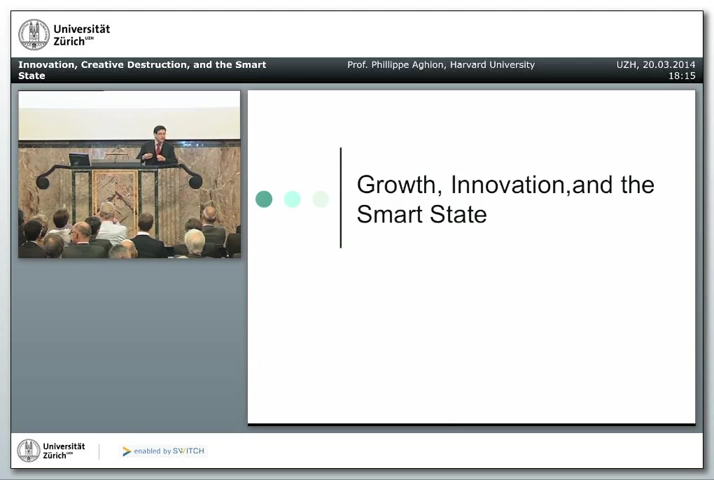 Universität
Zürich UZH
Innovation, Creative Destruction, and the Smart
State
Prof. Phillippe Aghion, Harvard University
UZH, 20.03.2014
18:15
Growth, Innovation,and the
Smart State
Universität
Zürich UZH
enabled by SWITCH